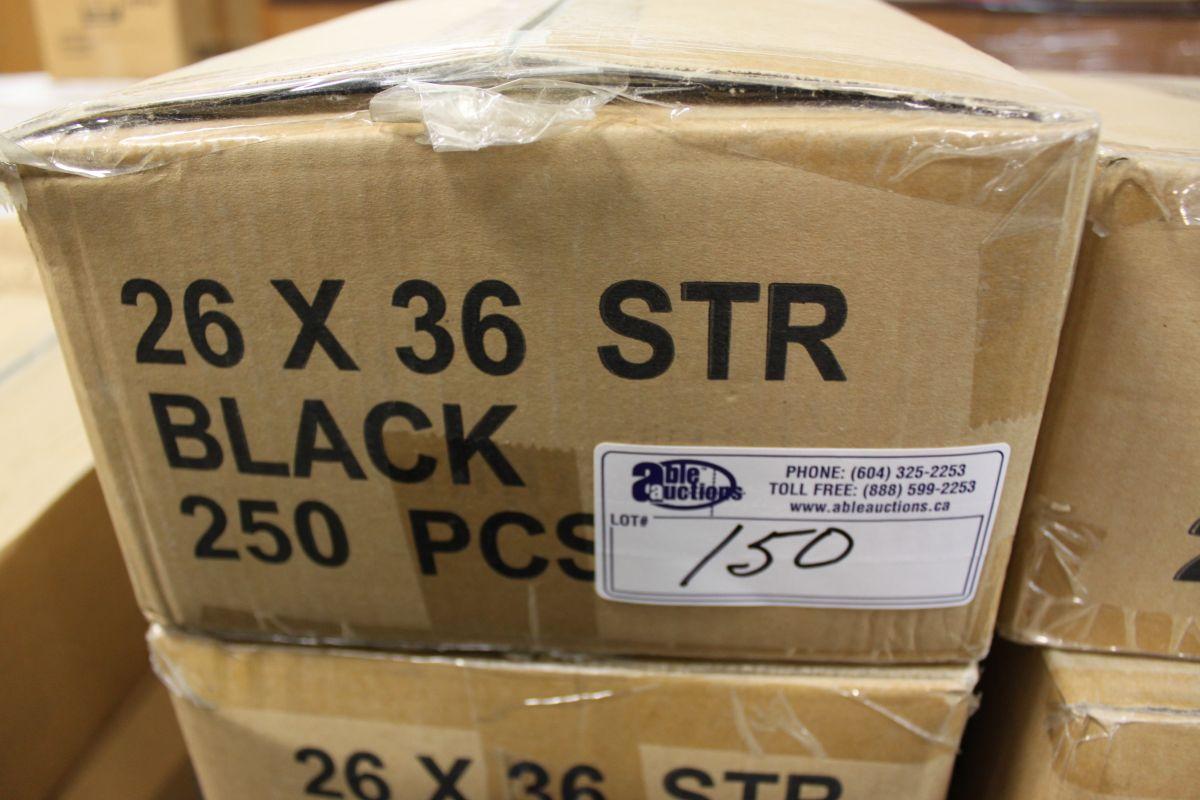 26 X 36 STR
BLACK
250 PCS
able auctions™
PHONE: (604) 325-2253
TOLL FREE: (888) 599-2253
www.ableauctions.ca
LOT#
150
26 X 36 STR